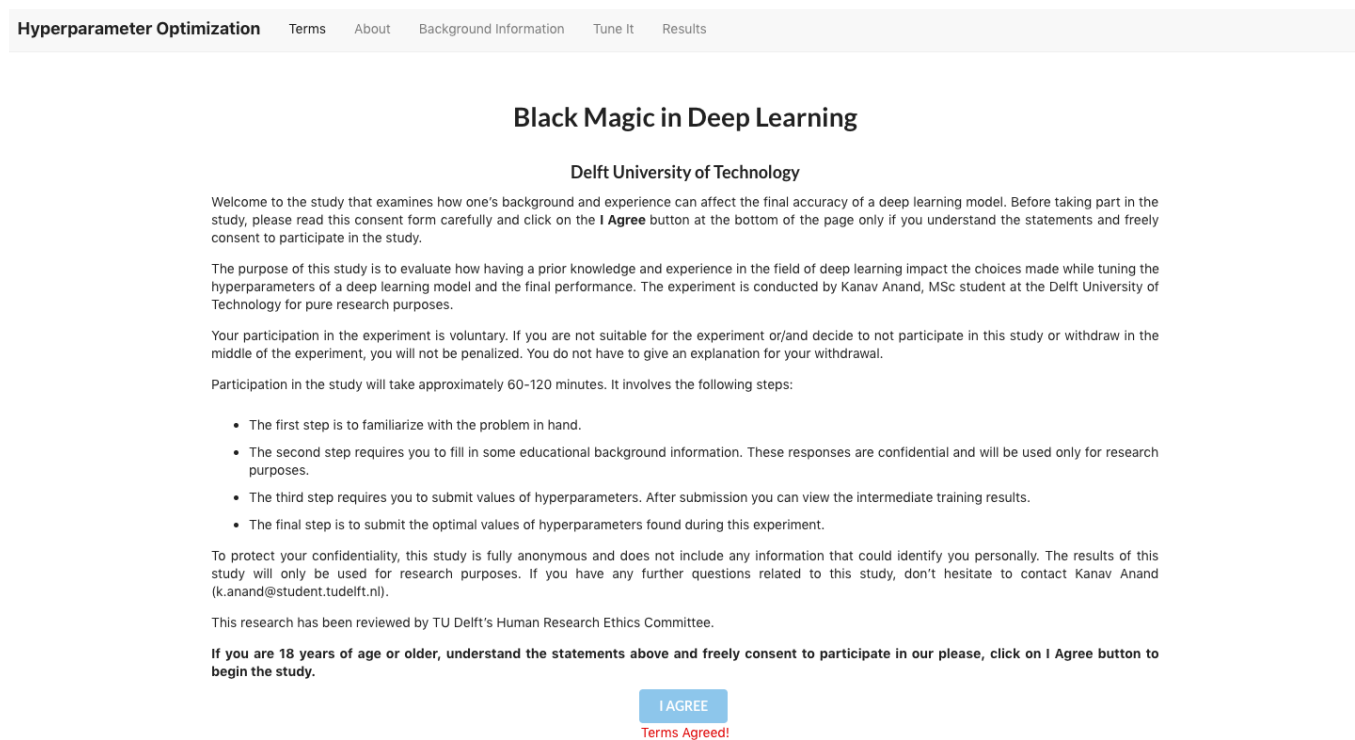 Hyperparameter Optimization Terms About Background Information Tune It Results
Black Magic in Deep Learning
Delft University of Technology
Welcome to the study that examines how one's background and experience can affect the final accuracy of a deep learning model. Before taking part in the
study, please read this consent form carefully and click on the I Agree button at the bottom of the page only if you understand the statements and freely
consent to participate in the study.
The purpose of this study is to evaluate how having a prior knowledge and experience in the field of deep learning impact the choices made while tuning the
hyperparameters of a deep learning model and the final performance. The experiment is conducted by Kanav Anand, MSc student at the Delft University of
Technology for pure research purposes.
Your participation in the experiment is voluntary. If you are not suitable for the experiment or/and decide to not participate in this study or withdraw in the
middle of the experiment, you will not be penalized. You do not have to give an explanation for your withdrawal.
Participation in the study will take approximately 60-120 minutes. It involves the following steps:
• The first step is to familiarize with the problem in hand.
• The second step requires you to fill in some educational background information. These responses are confidential and will be used only for research
purposes.
• The third step requires you to submit values of hyperparameters. After submission you can view the intermediate training results.
• The final step is to submit the optimal values of hyperparameters found during this experiment.
To protect your confidentiality, this study is fully anonymous and does not include any information that could identify you personally. The results of this
study will only be used for research purposes. If you have any further questions related to this study, don't hesitate to contact Kanav Anand
(k.anand@student.tudelft.nl).
This research has been reviewed by TU Delft's Human Research Ethics Committee.
If you are 18 years of age or older, understand the statements above and freely consent to participate in our please, click on I Agree button to
begin the study.
I AGREE
Terms Agreed!